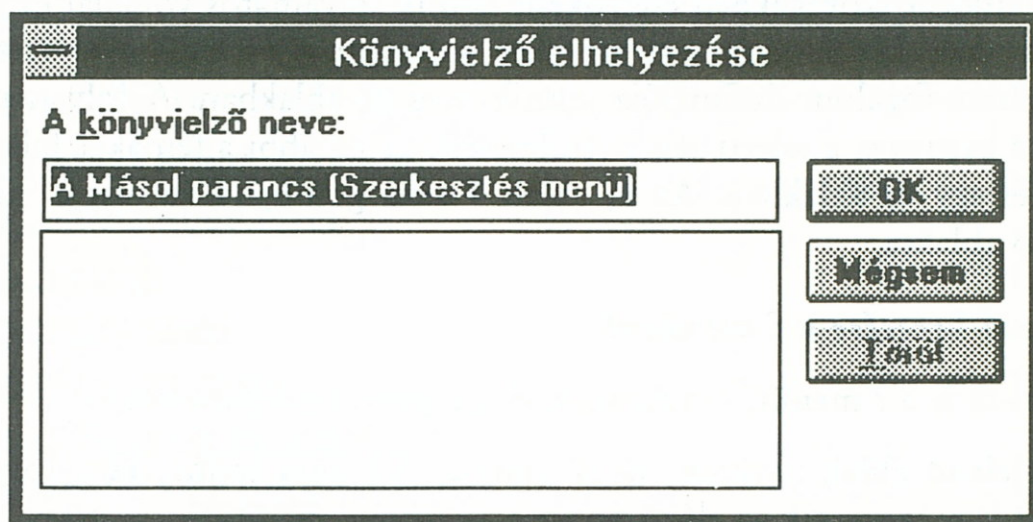 Könyvjelző elhelyezése
A könyvjelző neve:
A Másol parancs (Szerkesztés menü)
OK
Mégsem
Töröl